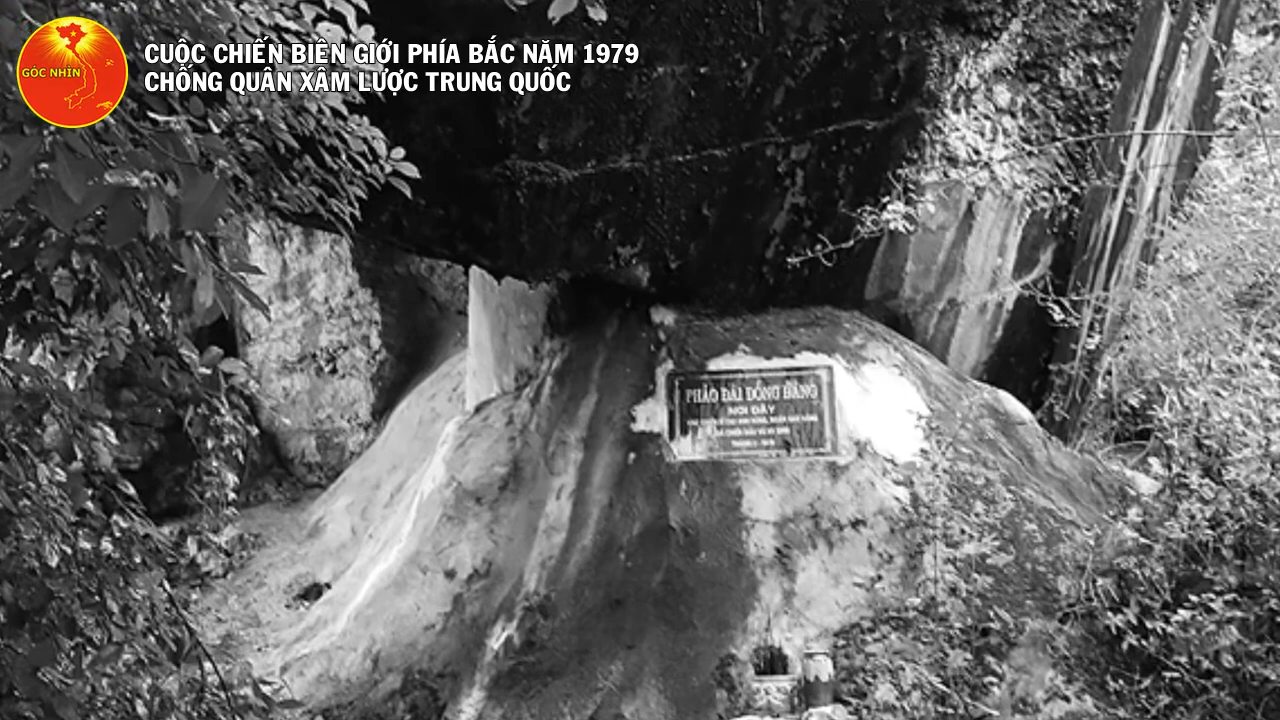 GÓC NHÌN
CUỘC CHIẾN BIÊN GIỚI PHÍA BẮC NĂM 1979
CHỐNG QUÂN XÂM LƯỢC TRUNG QUỐC
PHÁO ĐÀI ĐỒNG ĐĂNG
NƠI ĐÂY